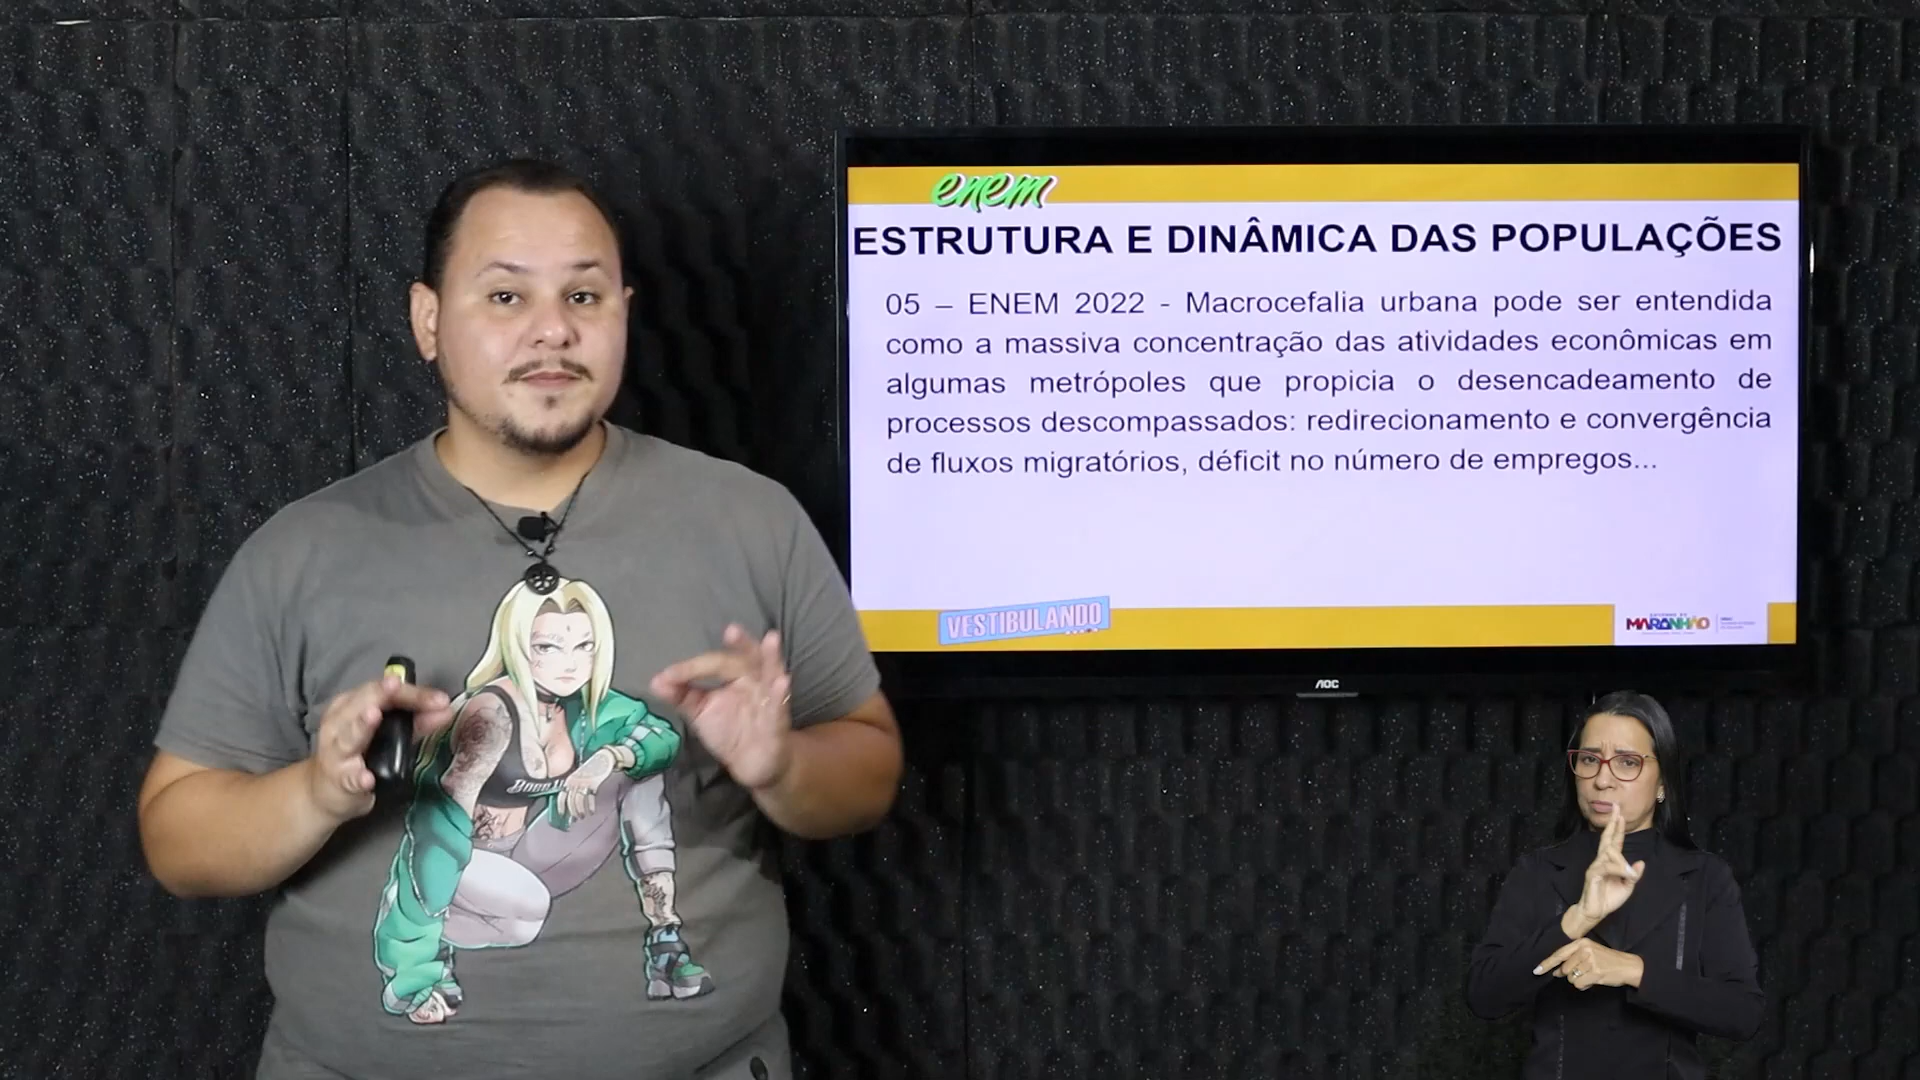 enem
ESTRUTURA E DINÂMICA DAS POPULAÇÕES
05 – ENEM 2022 - Macrocefalia urbana pode ser entendida
como a massiva concentração das atividades econômicas em
algumas metrópoles que propicia o desencadeamento de
processos descompassados: redirecionamento e convergência
de fluxos migratórios, déficit no número de empregos...
VESTIBULANDO
MARANHÃO
AOC